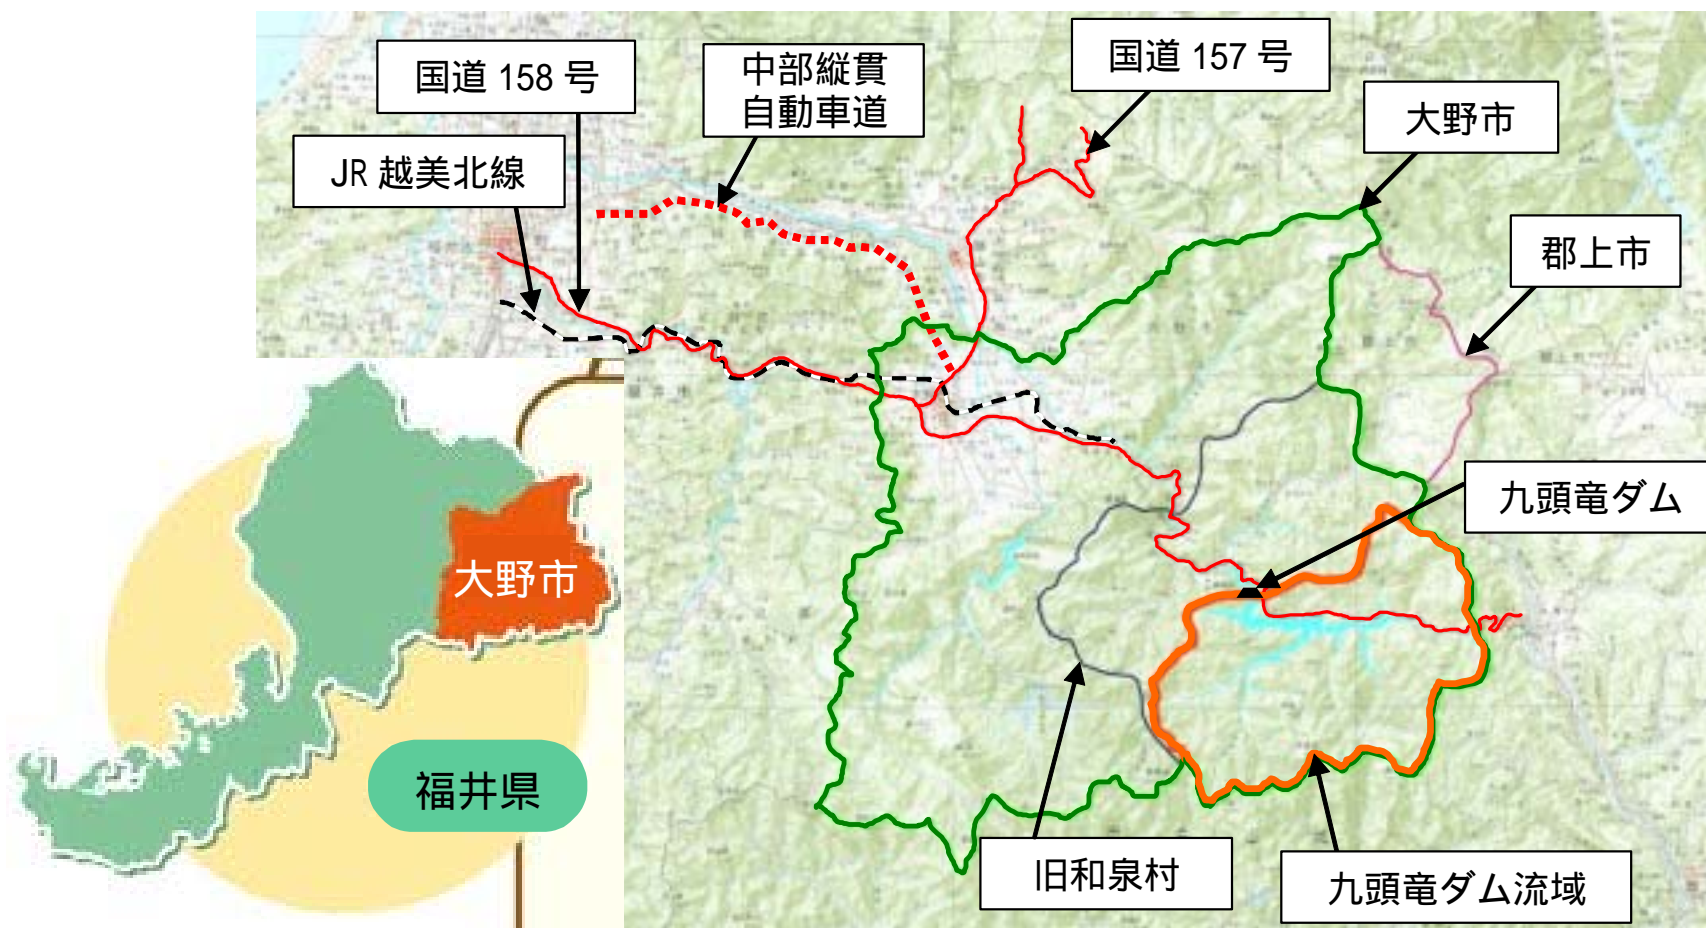 国道 158 号
中部縦貫
自動車道
国道 157 号
大野市
JR 越美北線
郡上市
九頭竜ダム
大野市
福井県
旧和泉村
九頭竜ダム流域